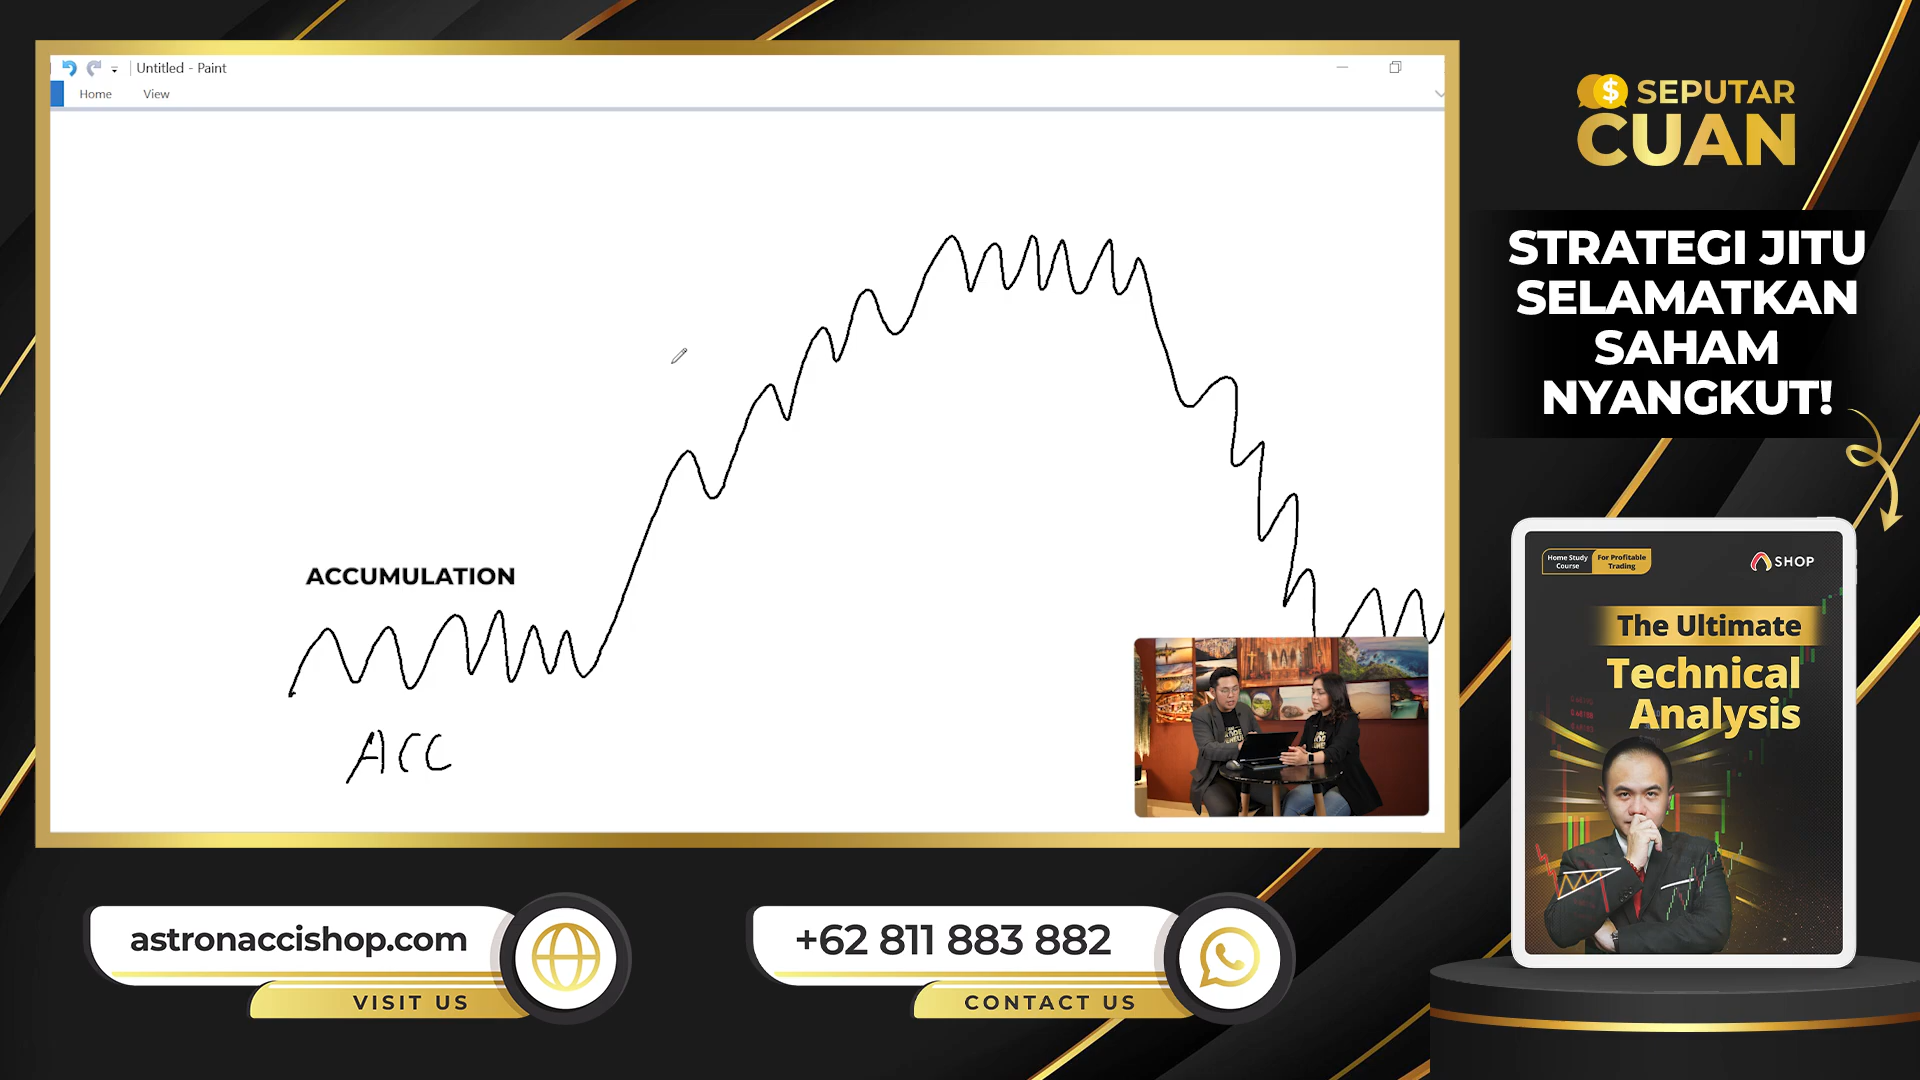 Untitled - Paint
Home View
ACCUMULATION
ACC
$ SEPUTAR
CUAN
STRATEGI JITU
SELAMATKAN
SAHAM
NYANGKUT!
Home Study
Course
For Profitable
Trading
SHOP
The Ultimate
Technical
Analysis
astronaccishop.com
VISIT US
+62 811 883 882
CONTACT US